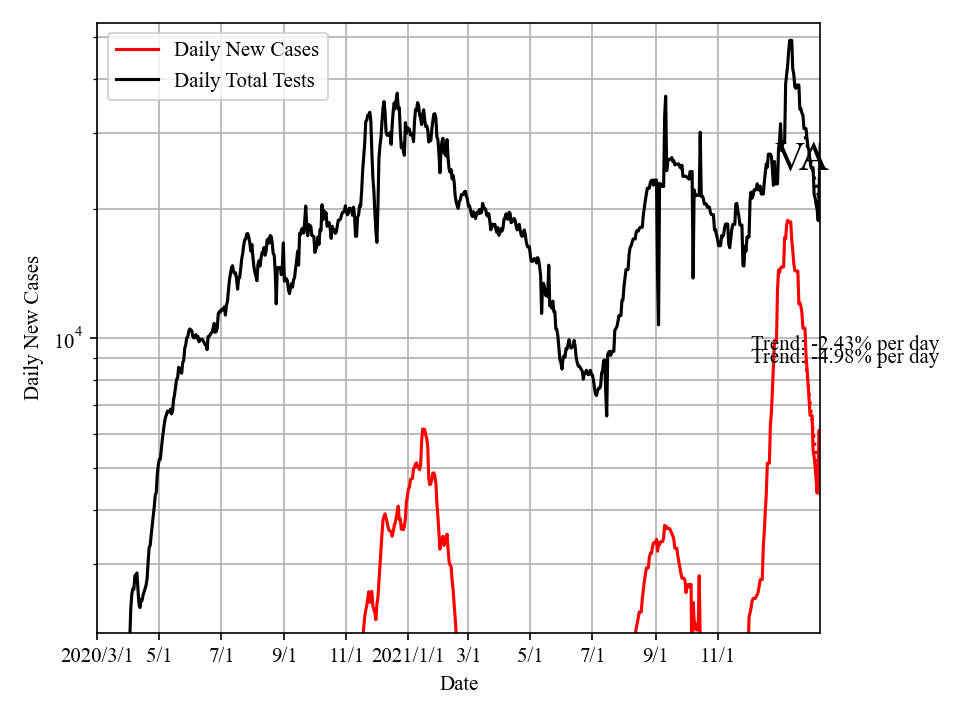 Daily New Cases
Daily Total Tests
VA
Daily New Cases
10^4
Trend: -2.43% per day
Trend: -4.98% per day
2020/3/1 5/1 7/1 9/1 11/1 2021/1/1 3/1 5/1 7/1 9/1 11/1
Date